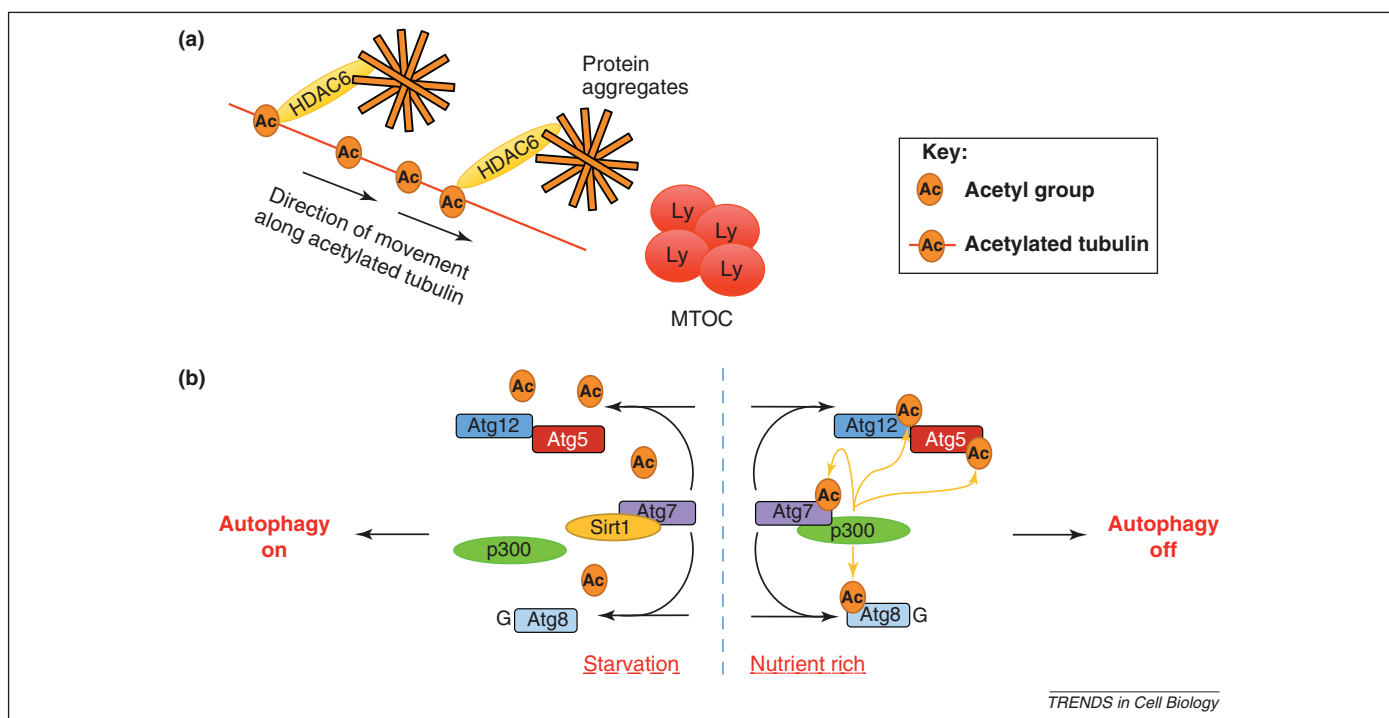 (a)
HDAC6
Protein
aggregates
Ac
Ac
HDAC6
Ac
Ac
Direction of movement
along acetylated tubulin
Ly
Ly
Ly
Ly
MTOC
Key:
Ac Acetyl group
Ac Acetylated tubulin
(b)
Ac
Ac
Atg12
Atg5
Ac
Atg7
Sirt1
Autophagy
on
p300
Ac
G Atg8
Starvation
Ac
Atg12
Atg5
Ac
Ac
Atg7
p300
Autophagy
off
Ac
Atg8 G
Nutrient rich
TRENDS in Cell Biology